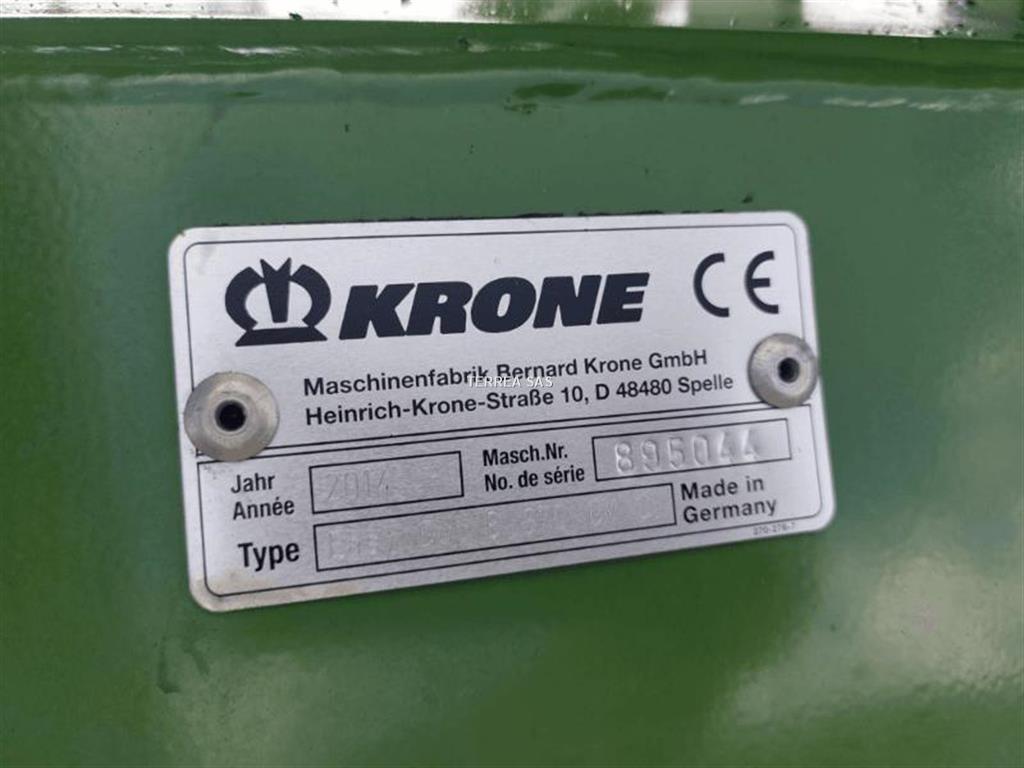 KRONE CE
Maschinenfabrik Bernard Krone GmbH
TERREA SAS
Heinrich-Krone-Straße 10, D 48480 Spelle
Jahr
Année
2014
Masch.Nr.
No. de série
895044
Type
Made in
Germany